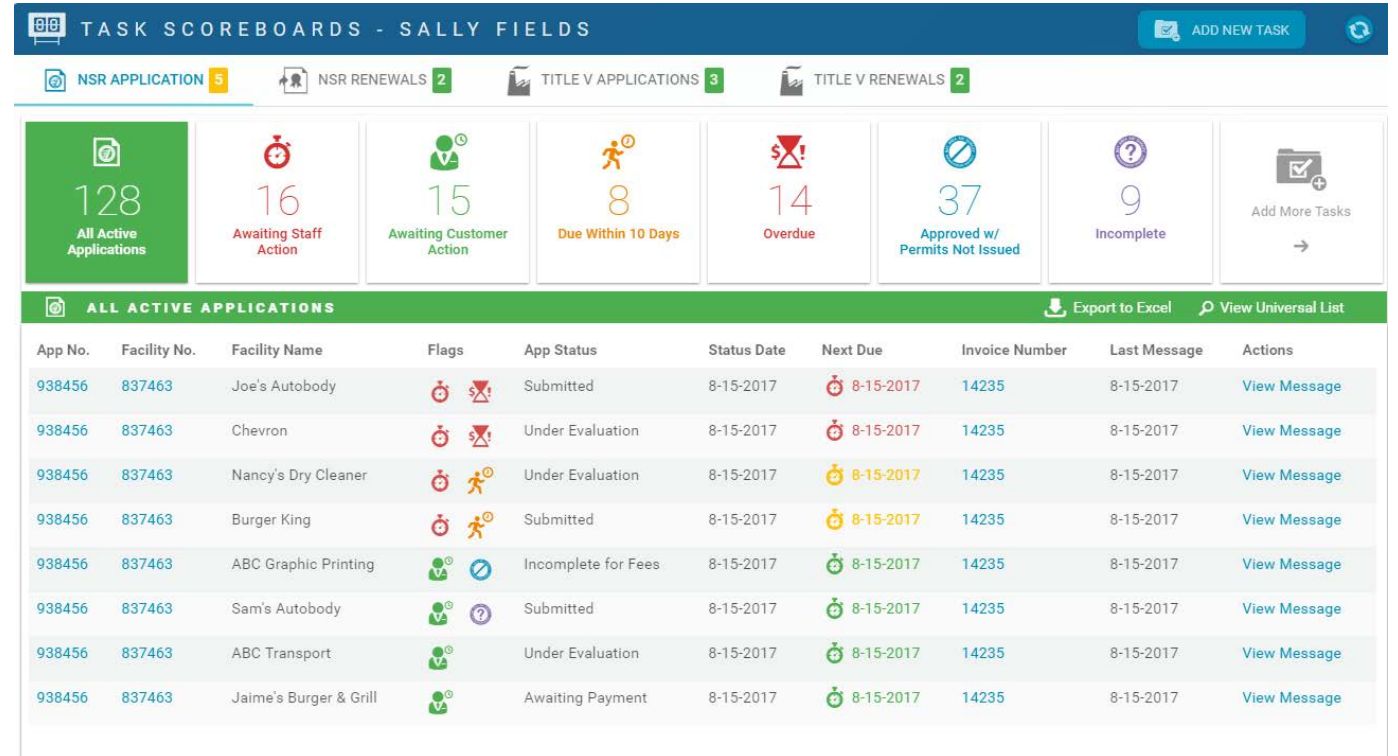 TASK SCOREBOARDS - SALLY FIELDS
ADD NEW TASK
NSR APPLICATION 5
NSR RENEWALS 2
TITLE V APPLICATIONS 3
TITLE V RENEWALS 2
128
All Active
Applications
16
Awaiting Staff
Action
15
Awaiting Customer
Action
8
Due Within 10 Days
14
Overdue
37
Approved w/
Permits Not Issued
9
Incomplete
Add More Tasks
ALL ACTIVE APPLICATIONS
Export to Excel
View Universal List
App No. Facility No. Facility Name Flags App Status Status Date Next Due Invoice Number Last Message Actions
938456 837463 Joe's Autobody Submitted 8-15-2017 8-15-2017 14235 8-15-2017 View Message
938456 837463 Chevron Under Evaluation 8-15-2017 8-15-2017 14235 8-15-2017 View Message
938456 837463 Nancy's Dry Cleaner Under Evaluation 8-15-2017 8-15-2017 14235 8-15-2017 View Message
938456 837463 Burger King Submitted 8-15-2017 8-15-2017 14235 8-15-2017 View Message
938456 837463 ABC Graphic Printing Incomplete for Fees 8-15-2017 8-15-2017 14235 8-15-2017 View Message
938456 837463 Sam's Autobody Submitted 8-15-2017 8-15-2017 14235 8-15-2017 View Message
938456 837463 ABC Transport Under Evaluation 8-15-2017 8-15-2017 14235 8-15-2017 View Message
938456 837463 Jaime's Burger & Grill Awaiting Payment 8-15-2017 8-15-2017 14235 8-15-2017 View Message